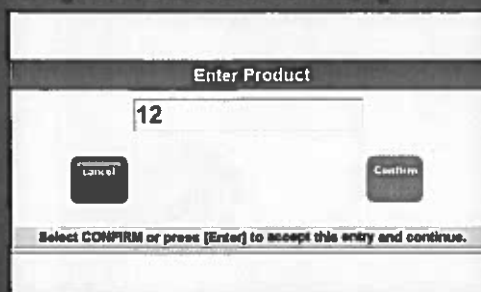 Enter Product
12
Cancel
Confirm
Select CONFIRM or press [Enter] to accept this entry and continue.